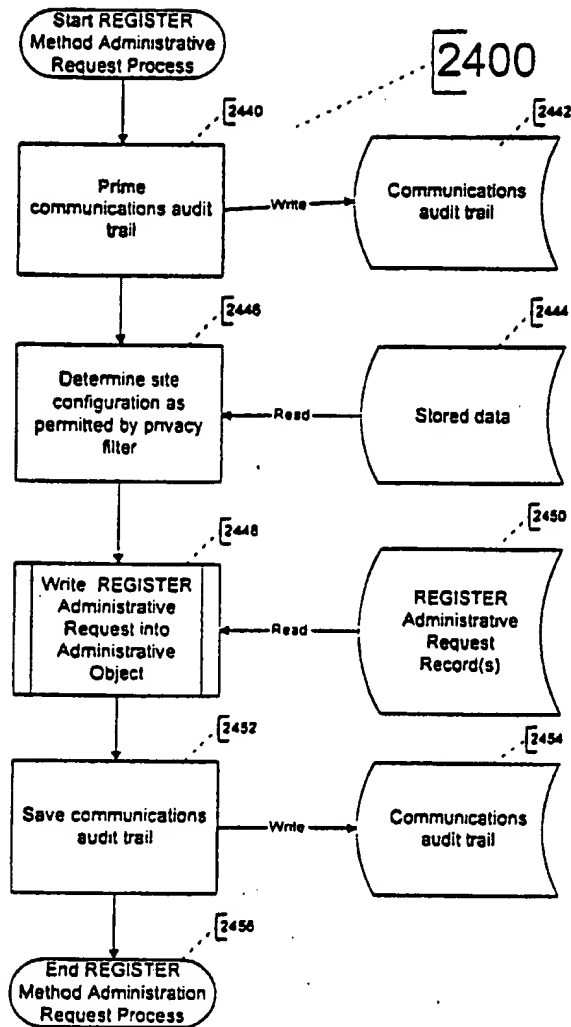 Start REGISTER
Method Administrative
Request Process
2400
2440
2442
Prime
communications audit
trail
Write
Communications
audit trail
2446
2444
Determine site
configuration as
permitted by privacy
filter
Read
Stored data
2448
2450
Write REGISTER
Administrative
Request into
Administrative
Object
Read
REGISTER
Administrative
Request
Record(s)
2452
2454
Save communications
audit trail
Write
Communications
audit trail
2456
End REGISTER
Method Administration
Request Process